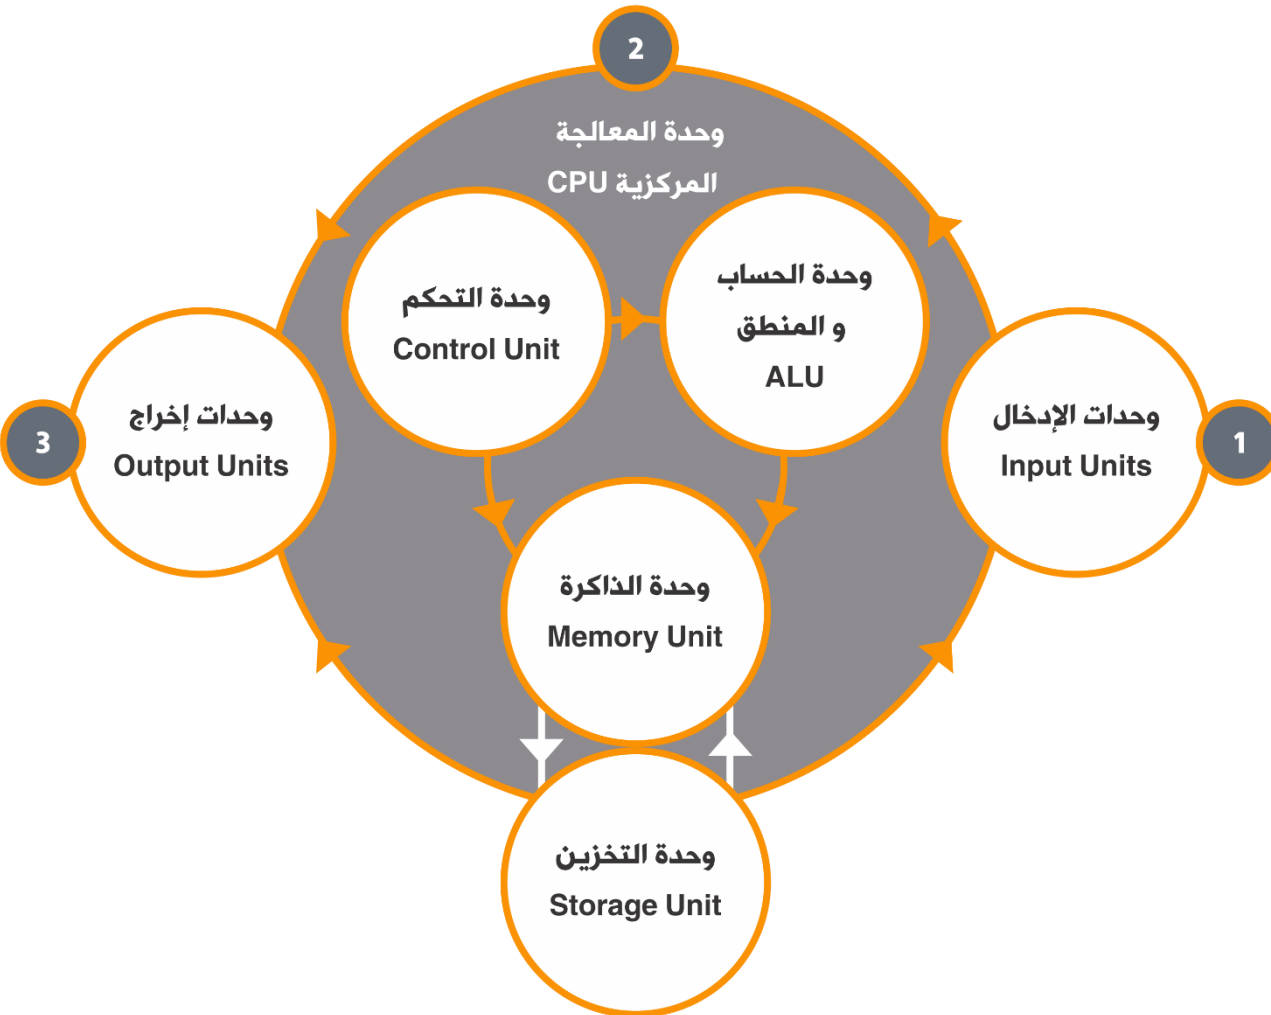 2
وحدة المعالجة
المركزية CPU
وحدة الحساب
و المنطق
ALU
وحدة التحكم
Control Unit
1
وحدات الإدخال
Input Units
وحدات إخراج
Output Units
3
وحدة الذاكرة
Memory Unit
وحدة التخزين
Storage Unit